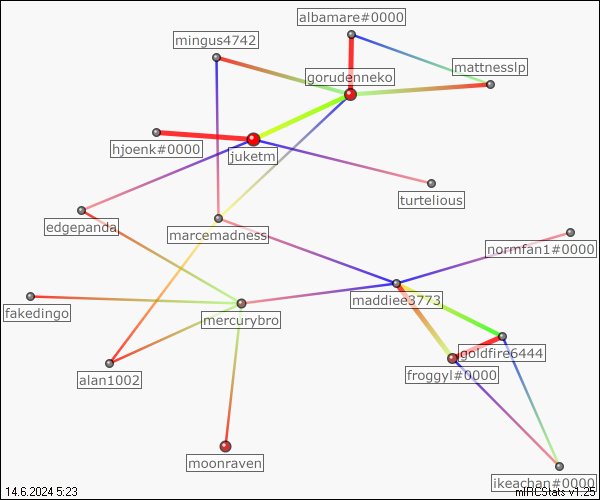 albamare#0000
mingus4742
mattnesslp
gorudenneko
hjoenk#0000
juketm
turtelious
edgepanda
marcemadness
normfan1#0000
fakedingo
maddiee3773
mercurybro
goldfire6444
alan1002
froggyl#0000
moonraven
ikeachan#0000
14.6.2024 5:23
mIRCStats v1.25